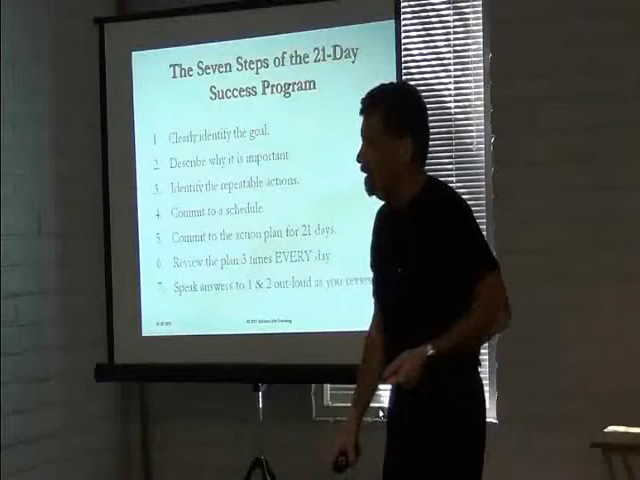 The Seven Steps of the 21-Day
Success Program
1 Clearly identify the goal.
2. Describe why it is important
3. Identify the repeatable actions.
4. Commit to a schedule.
5. Commit to the action plan for 21 days.
6 Review the plan 3 times EVERY day
7. Speak answers to 1 & 2 out-loud as you review